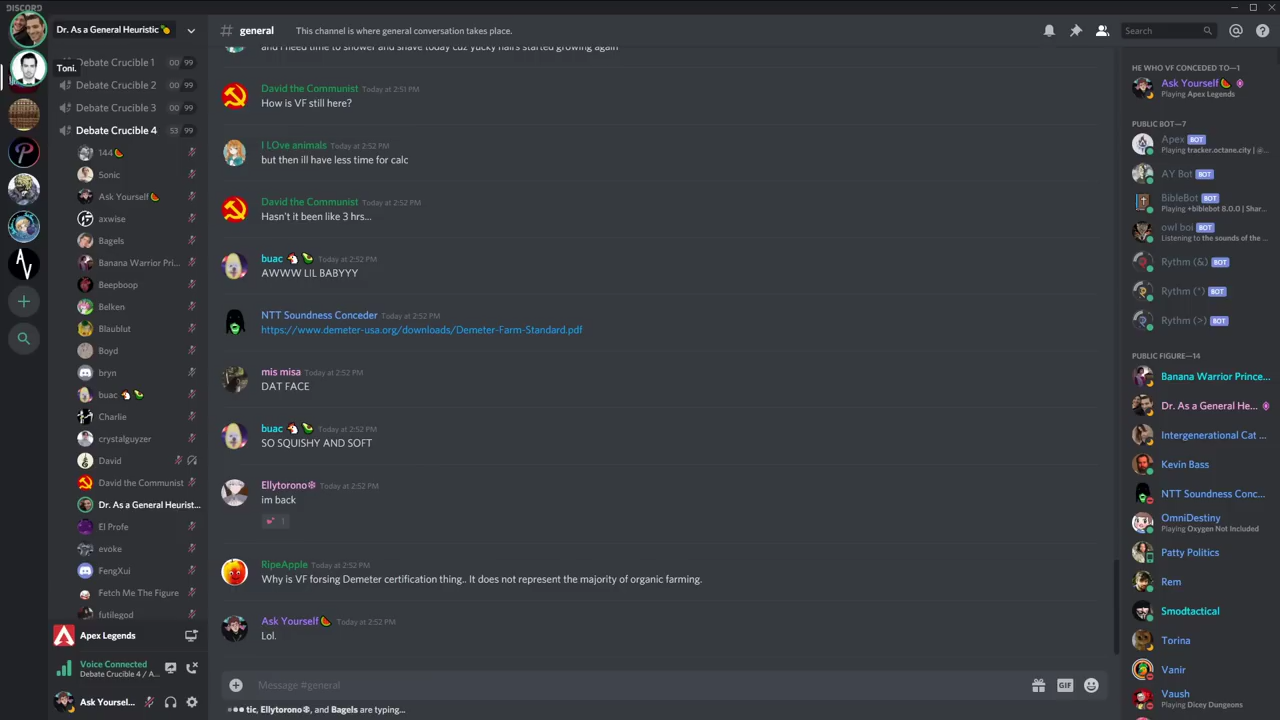 DISCORD
Dr. As a General Heuristic
# general
This channel is where general conversation takes place.
Search
Toni.
Debate Crucible 1 00 99
Debate Crucible 2 00 99
Debate Crucible 3 00 99
Debate Crucible 4 53 99
144
Sonic
Ask Yourself
axwise
Bagels
Banana Warrior Pri...
Beepboop
Belken
Blaublut
Boyd
bryn
buac
Charlie
crystalguyzer
David
David the Communist
Dr. As a General Heurist...
El Profe
evoke
FengXui
Fetch Me The Figure
futilegod
Apex Legends
Voice Connected
Debate Crucible 4 / A...
Ask Yoursel...
and I need time to shower and shave today cuz yucky hairs started growing again
David the Communist Today at 2:51 PM
How is VF still here?
I LOve animals Today at 2:52 PM
but then ill have less time for calc
David the Communist Today at 2:52 PM
Hasn't it been like 3 hrs...
buac Today at 2:52 PM
AWWW LIL BABYYY
NTT Soundness Conceder Today at 2:52 PM
https://www.demeter-usa.org/downloads/Demeter-Farm-Standard.pdf
mis misa Today at 2:52 PM
DAT FACE
buac Today at 2:52 PM
SO SQUISHY AND SOFT
Ellytorono❄ Today at 2:52 PM
im back
1
RipeApple Today at 2:52 PM
Why is VF forsing Demeter certification thing.. It does not represent the majority of organic farming.
Ask Yourself Today at 2:52 PM
Lol.
Message #general
GIF
tic, Ellytorono❄, and Bagels are typing...
HE WHO VF CONCEDED TO—1
Ask Yourself
Playing Apex Legends
PUBLIC BOT—7
Apex BOT
Playing tracker.octane.city | @...
AY Bot BOT
BibleBot BOT
Playing +biblebot 8.0.0 | Shar...
owl boi BOT
Listening to the sounds of the ...
Rythm (&) BOT
Rythm (*) BOT
Rythm (>) BOT
PUBLIC FIGURE—14
Banana Warrior Prince...
Dr. As a General He...
Intergenerational Cat ...
Kevin Bass
NTT Soundness Conc...
OmniDestiny
Playing Oxygen Not Included
Patty Politics
Rem
Smodtactical
Torina
Vanir
Vaush
Playing Dicey Dungeons